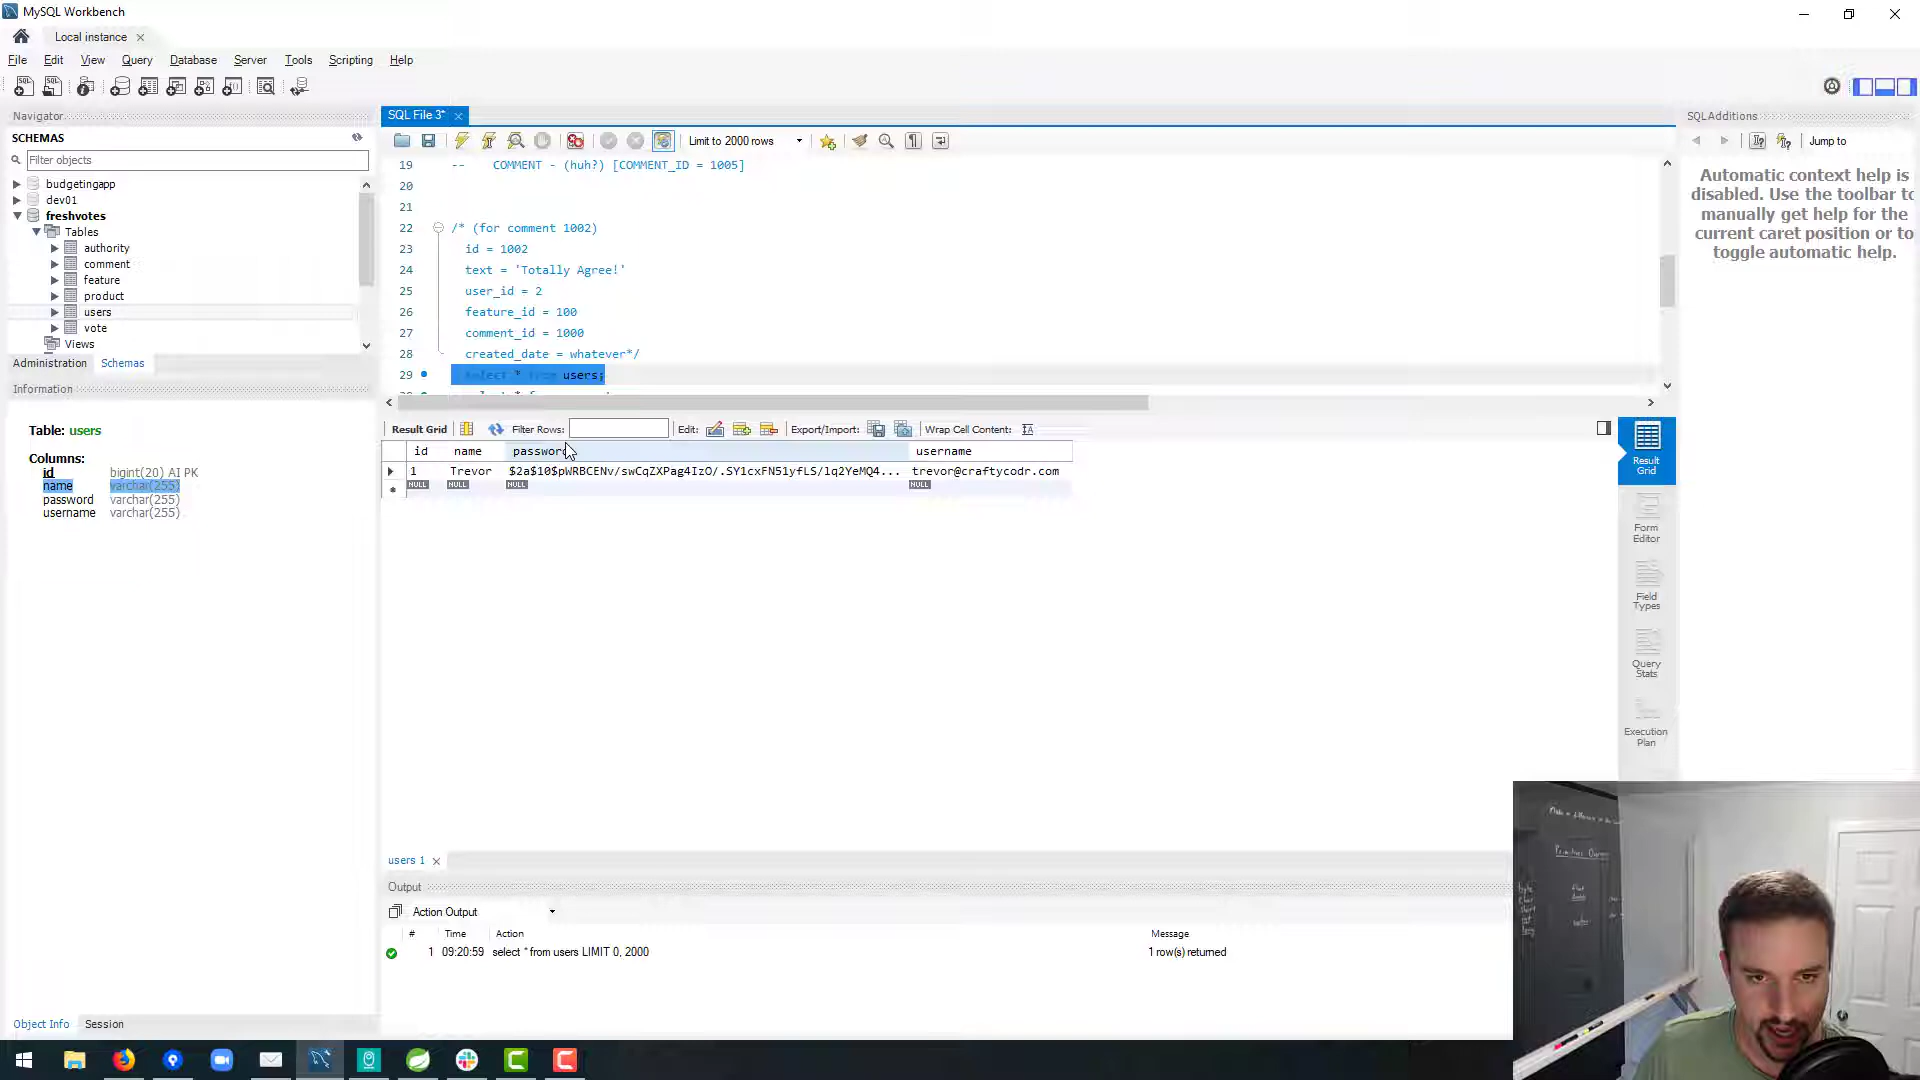 MySQL Workbench
Local instance
File Edit View Query Database Server Tools Scripting Help
Navigator
SCHEMAS
Filter objects
budgetingapp
dev01
freshvotes
Tables
authority
comment
feature
product
users
vote
Views
Administration Schemas
Information
Table: users
Columns:
id bigint(20) AI PK
name varchar(255)
password varchar(255)
username varchar(255)
Object Info Session
SQL File 3*
Limit to 2000 rows
19 -- COMMENT - (huh?) [COMMENT_ID = 1005]
20
21
22 /* (for comment 1002)
23 id = 1002
24 text = 'Totally Agree!'
25 user_id = 2
26 feature_id = 100
27 comment_id = 1000
28 created_date = whatever*/
29 select * from users;
Result Grid Filter Rows: Edit: Export/Import: Wrap Cell Content:
id name password username
1 Trevor $2a$10$pWRBCENv/swCqZXPag4IzO/.SY1cxFN51yfLS/1q2YeMQ4... trevor@craftycodr.com
NULL NULL NULL NULL
users 1
Output
Action Output
# Time Action Message
1 09:20:59 select * from users LIMIT 0, 2000 1 row(s) returned
Result Grid
Form Editor
Field Types
Query Stats
Execution Plan
SQLAdditions
Jump to
Automatic context help is
disabled. Use the toolbar to
manually get help for the
current caret position or to
toggle automatic help.